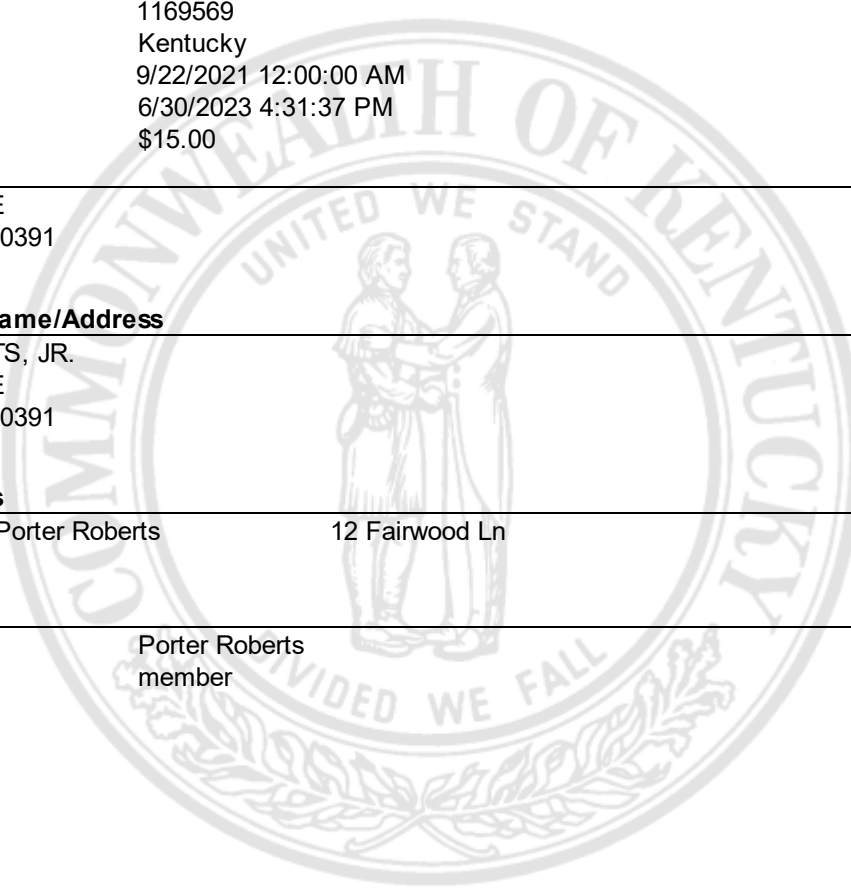 1169569
Kentucky
9/22/2021 12:00:00 AM
6/30/2023 4:31:37 PM
$15.00
E
0391
ame/Address
TS, JR.
E
0391
s
Porter Roberts 12 Fairwood Ln
Porter Roberts
member
COMMONWEALTH OF KENTUCKY
UNITED WE STAND
DIVIDED WE FALL